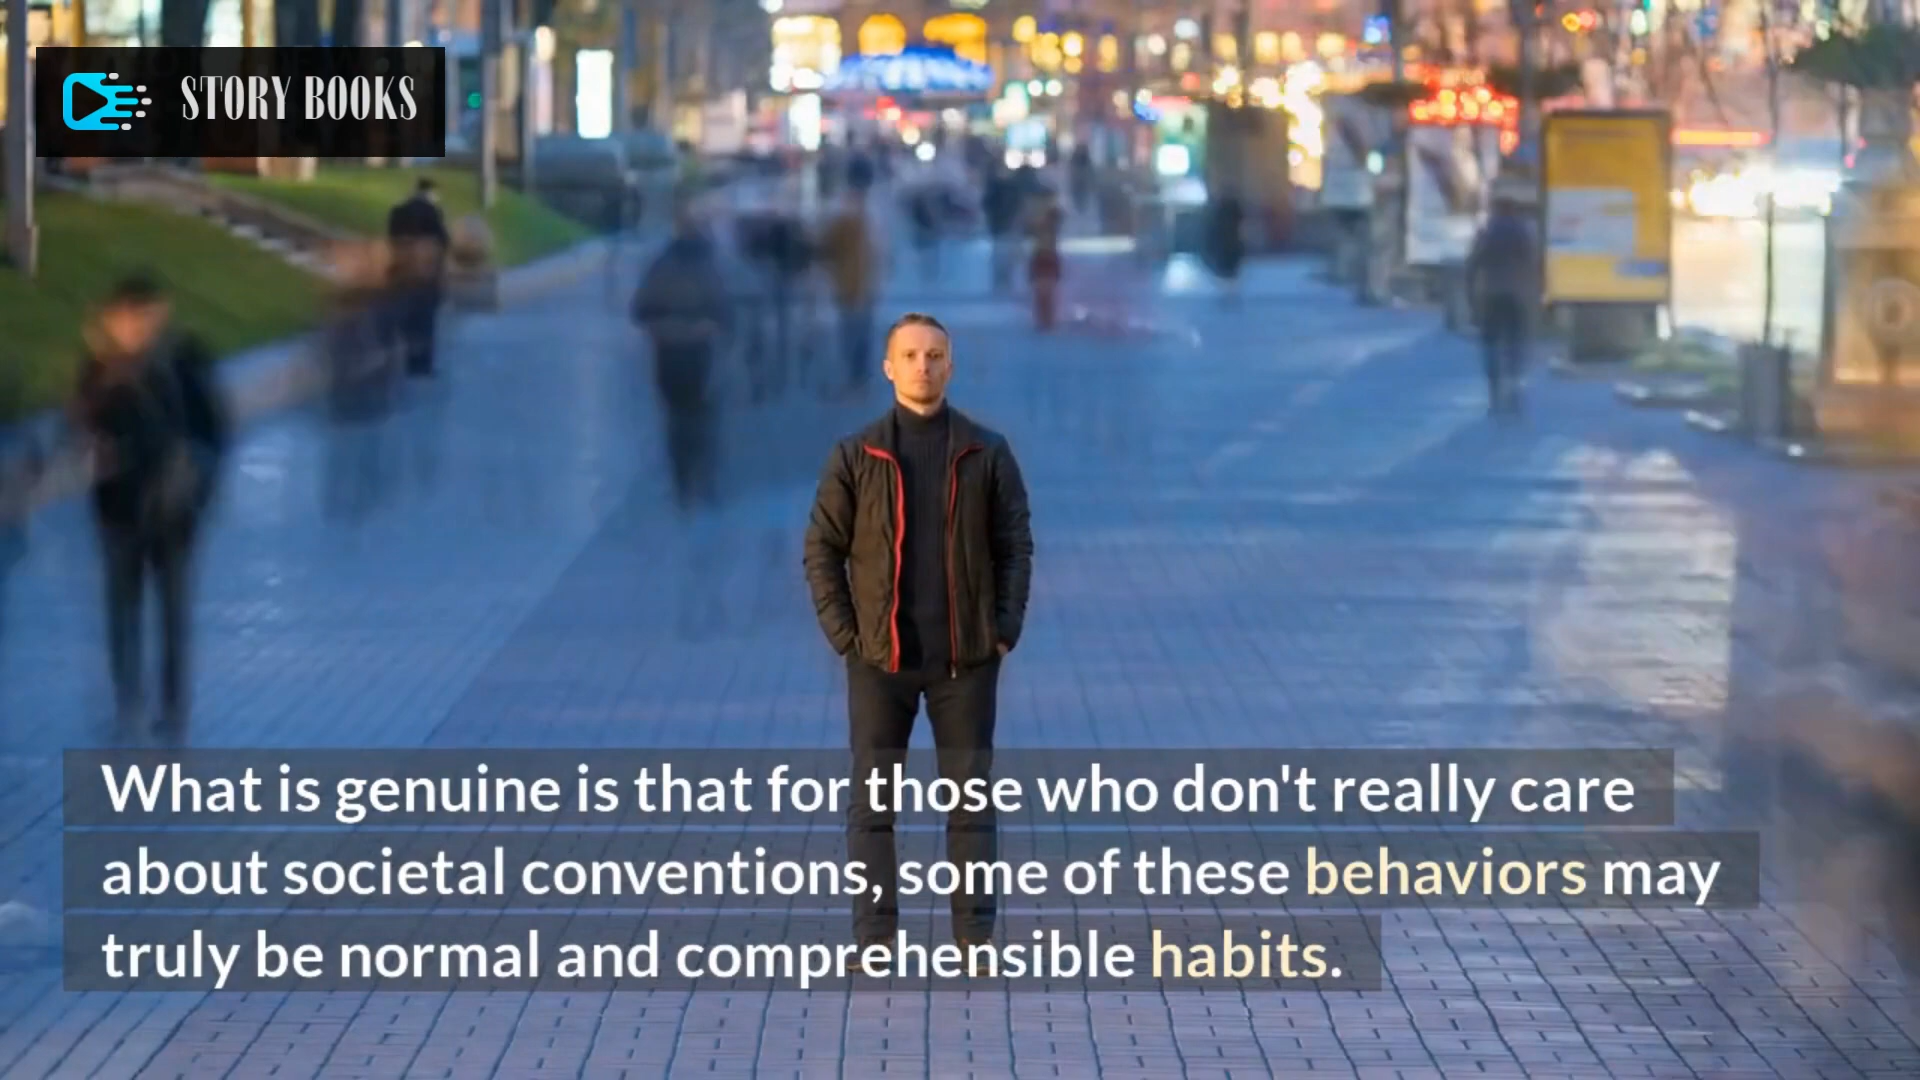 STORY BOOKS
What is genuine is that for those who don't really care
about societal conventions, some of these behaviors may
truly be normal and comprehensible habits.